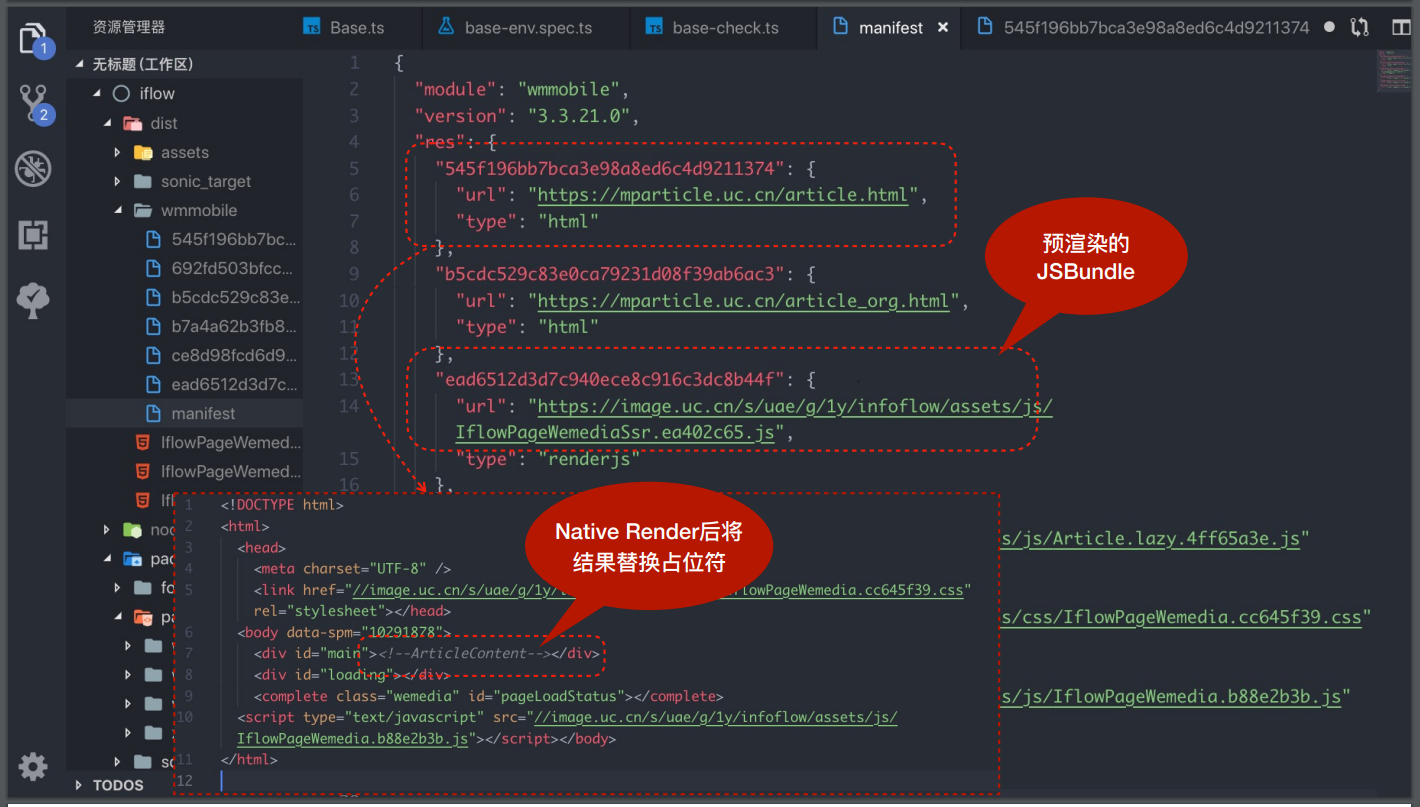 资源管理器
Base.ts
base-env.spec.ts
base-check.ts
manifest
545f196bb7bca3e98a8ed6c4d9211374
1
2
无标题 (工作区)
iflow
dist
assets
sonic_target
wmmobile
545f196bb7bc...
692fd503bfcc...
b5cdc529c83e...
b7a4a62b3fb8...
ce8d98fcd6d9...
ead6512d3d7c...
manifest
IflowPageWemed...
IflowPageWemed...
TODOS
1 {
2 "module": "wmmobile",
3 "version": "3.3.21.0",
4 "res": {
5 "545f196bb7bca3e98a8ed6c4d9211374": {
6 "url": "https://mparticle.uc.cn/article.html",
7 "type": "html"
8 },
9 "b5cdc529c83e0ca79231d08f39ab6ac3": {
10 "url": "https://mparticle.uc.cn/article_org.html",
11 "type": "html"
12 },
13 "ead6512d3d7c940ece8c916c3dc8b44f": {
14 "url": "https://image.uc.cn/s/uae/g/1y/infoflow/assets/js/
IflowPageWemediaSsr.ea402c65.js",
15 "type": "renderjs"
16 },
预渲染的
JSBundle
s/js/Article.lazy.4ff65a3e.js"
s/css/IflowPageWemedia.cc645f39.css"
s/js/IflowPageWemedia.b88e2b3b.js"
Native Render后将
结果替换占位符
1 <!DOCTYPE html>
2 <html>
3 <head>
4 <meta charset="UTF-8" />
5 <link href="//image.uc.cn/s/uae/g/1y/ flowPageWemedia.cc645f39.css"
rel="stylesheet"></head>
6 <body data-spm="10291878">
7 <div id="main"><!--ArticleContent--></div>
8 <div id="loading"></div>
9 <complete class="wemedia" id="pageLoadStatus"></complete>
10 <script type="text/javascript" src="//image.uc.cn/s/uae/g/1y/infoflow/assets/js/
IflowPageWemedia.b88e2b3b.js"></script></body>
11 </html>
12